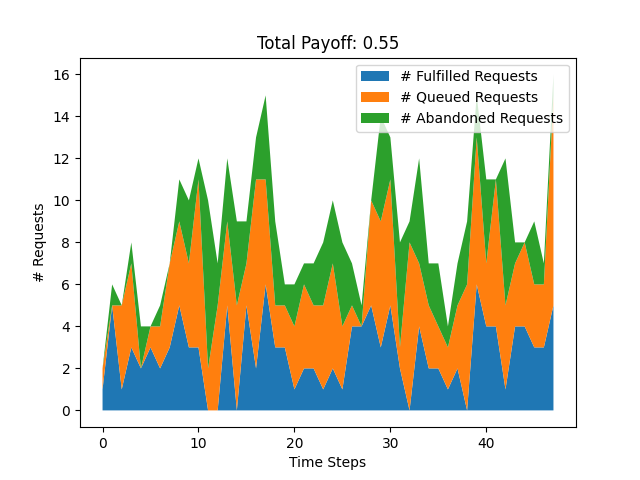 Total Payoff: 0.55
# Fulfilled Requests
# Queued Requests
# Abandoned Requests
16
14
12
10
8
6
4
2
0
# Requests
0 10 20 30 40
Time Steps